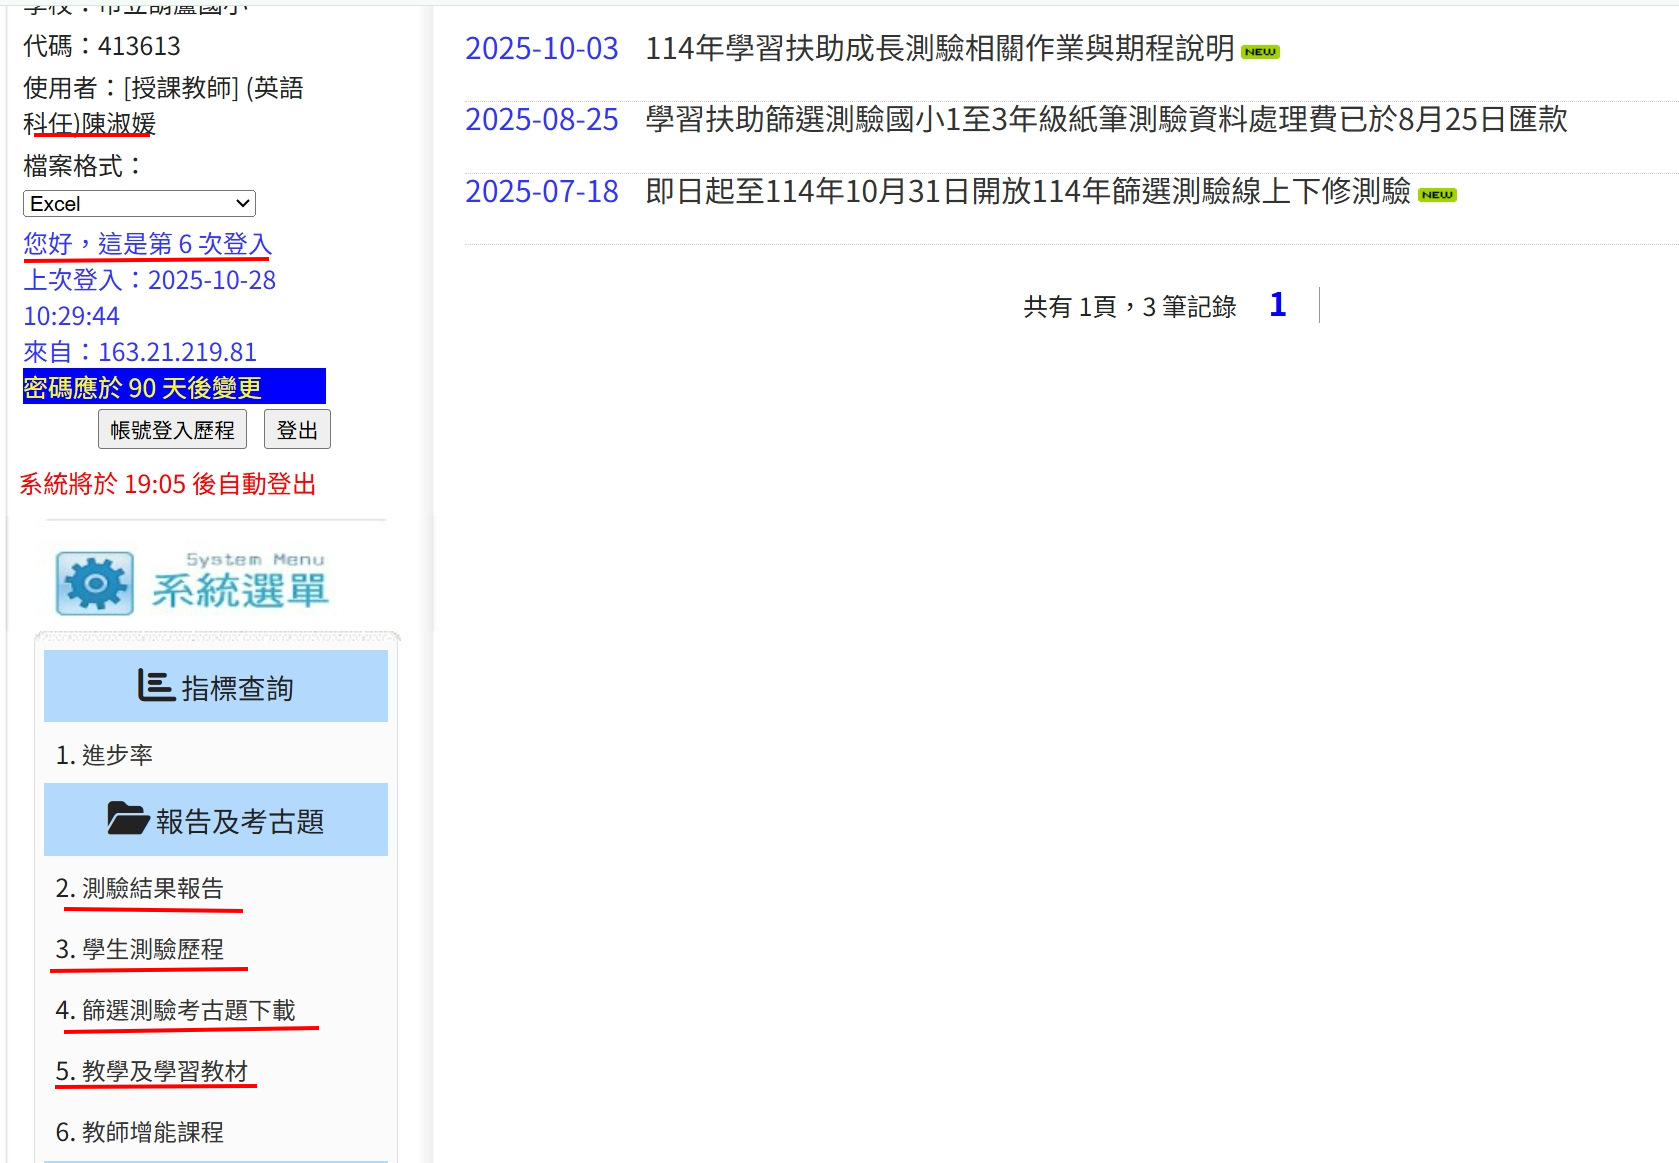 學校：市立葫蘆國小
代碼：413613
使用者：[授課教師] (英語
科任)陳淑媛
檔案格式：
Excel
您好，這是第 6 次登入
上次登入：2025-10-28
10:29:44
來自：163.21.219.81
密碼應於 90 天後變更
帳號登入歷程 登出
系統將於 19:05 後自動登出
System Menu
系統選單
指標查詢
1. 進步率
報告及考古題
2. 測驗結果報告
3. 學生測驗歷程
4. 篩選測驗考古題下載
5. 教學及學習教材
6. 教師增能課程
2025-10-03 114年學習扶助成長測驗相關作業與期程說明 NEW
2025-08-25 學習扶助篩選測驗國小1至3年級紙筆測驗資料處理費已於8月25日匯款
2025-07-18 即日起至114年10月31日開放114年篩選測驗線上下修測驗 NEW
共有 1頁，3 筆記錄 1